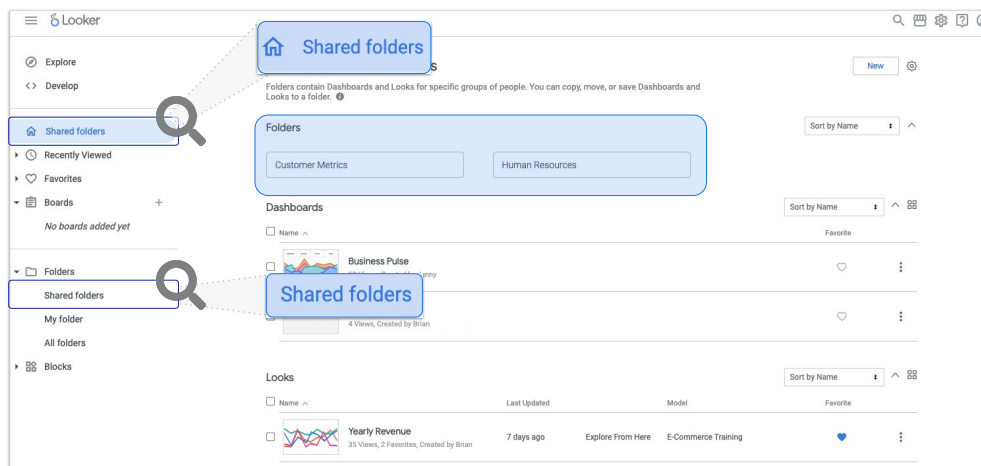 Looker
Explore
Develop
Shared folders
Recently Viewed
Favorites
Boards
No boards added yet
Folders
Shared folders
My folder
All folders
Blocks
Shared folders
New
Folders contain Dashboards and Looks for specific groups of people. You can copy, move, or save Dashboards and
Looks to a folder.
Folders
Sort by Name
Customer Metrics
Human Resources
Dashboards
Sort by Name
Name
Favorite
Business Pulse
Shared folders
4 Views, Created by Brian
Looks
Sort by Name
Name
Last Updated
Model
Favorite
Yearly Revenue
35 Views, 2 Favorites, Created by Brian
7 days ago
Explore From Here
E-Commerce Training